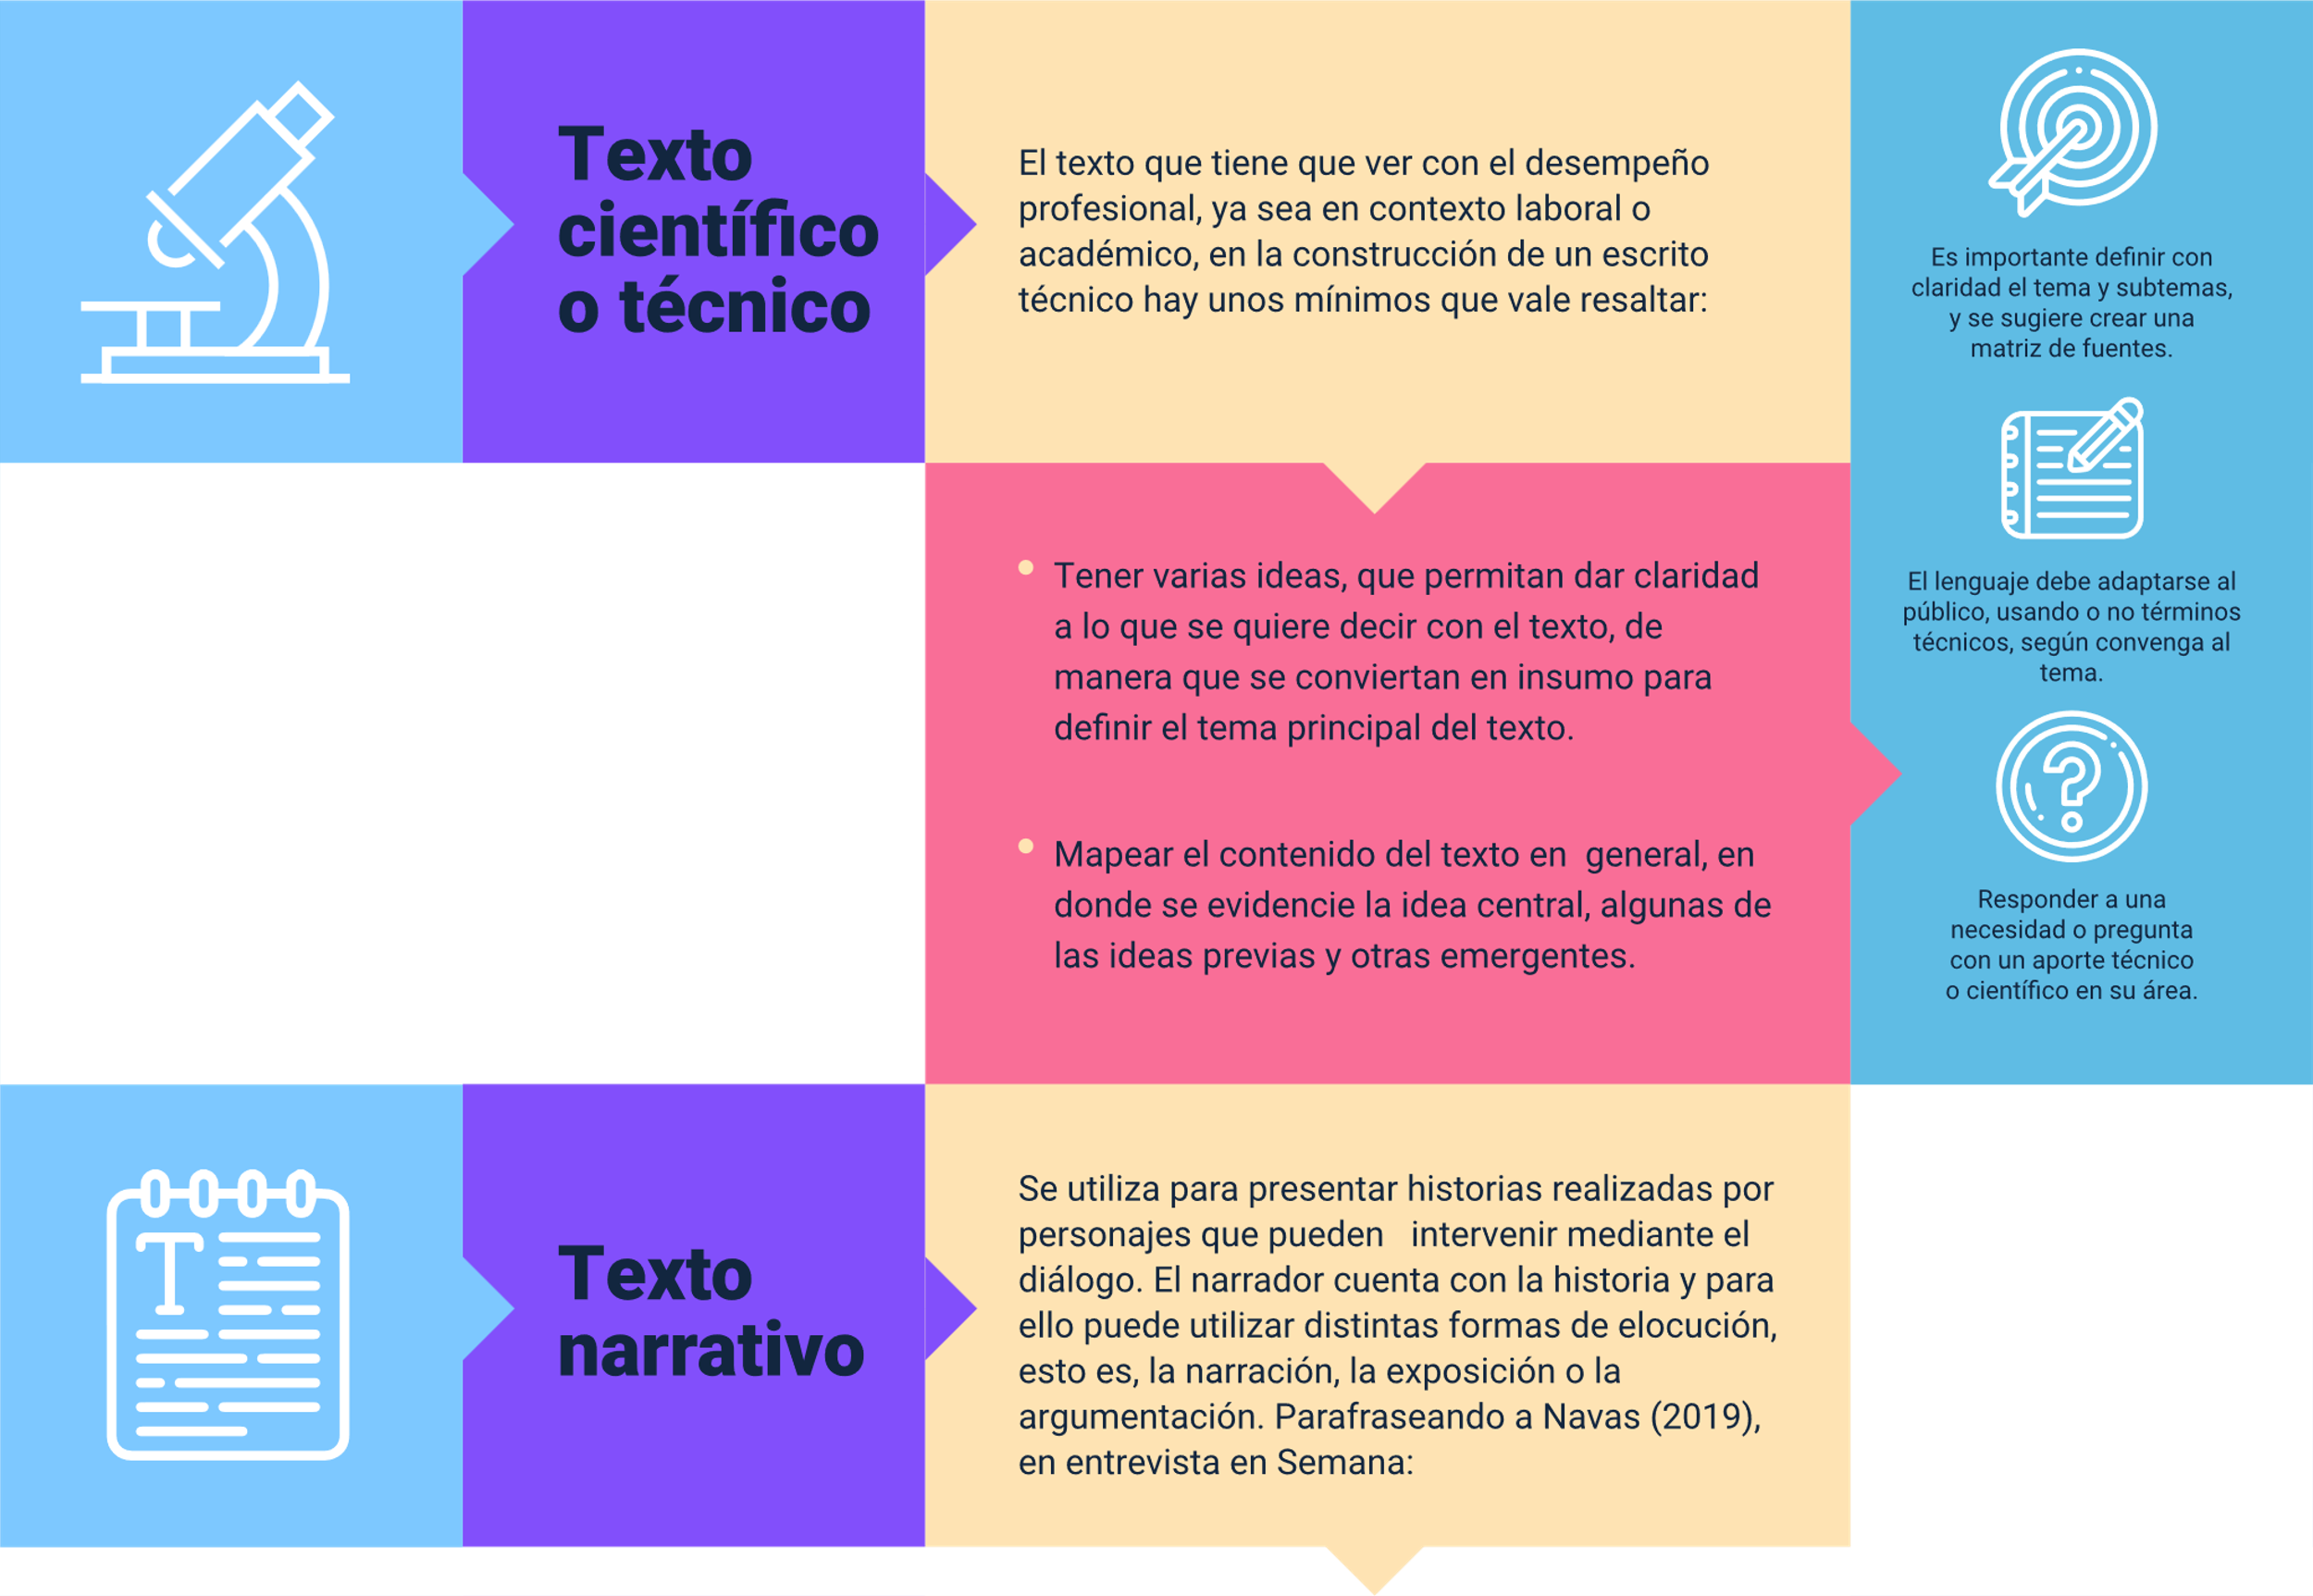 Texto
científico
o técnico
El texto que tiene que ver con el desempeño
profesional, ya sea en contexto laboral o
académico, en la construcción de un escrito
técnico hay unos mínimos que vale resaltar:
Tener varias ideas, que permitan dar claridad
a lo que se quiere decir con el texto, de
manera que se conviertan en insumo para
definir el tema principal del texto.
Mapear el contenido del texto en general, en
donde se evidencie la idea central, algunas de
las ideas previas y otras emergentes.
Es importante definir con
claridad el tema y subtemas,
y se sugiere crear una
matriz de fuentes.
El lenguaje debe adaptarse al
público, usando o no términos
técnicos, según convenga al
tema.
Responder a una
necesidad o pregunta
con un aporte técnico
o científico en su área.
Texto
narrativo
Se utiliza para presentar historias realizadas por
personajes que pueden intervenir mediante el
diálogo. El narrador cuenta con la historia y para
ello puede utilizar distintas formas de elocución,
esto es, la narración, la exposición o la
argumentación. Parafraseando a Navas (2019),
en entrevista en Semana: